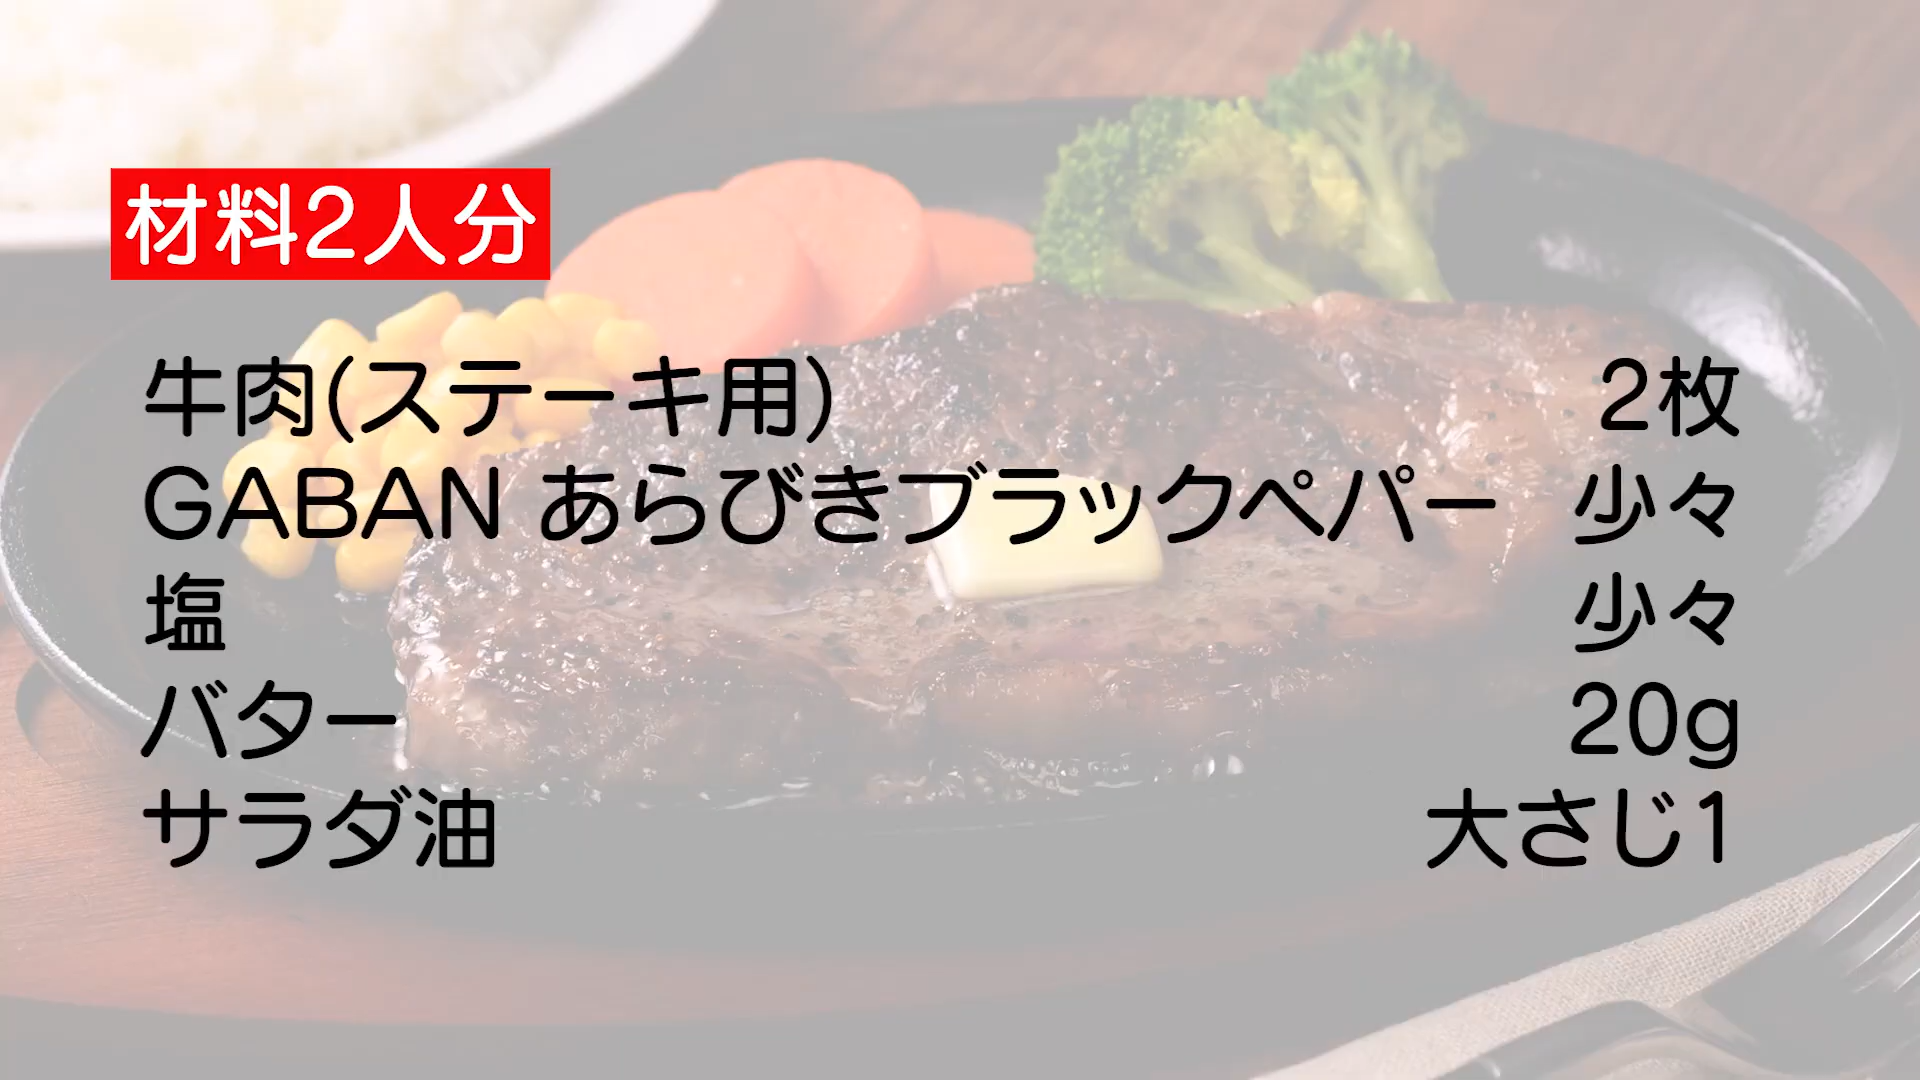 材料2人分
牛肉(ステーキ用) 2枚
GABAN あらびきブラックペパー 少々
塩 少々
バター 20g
サラダ油 大さじ1